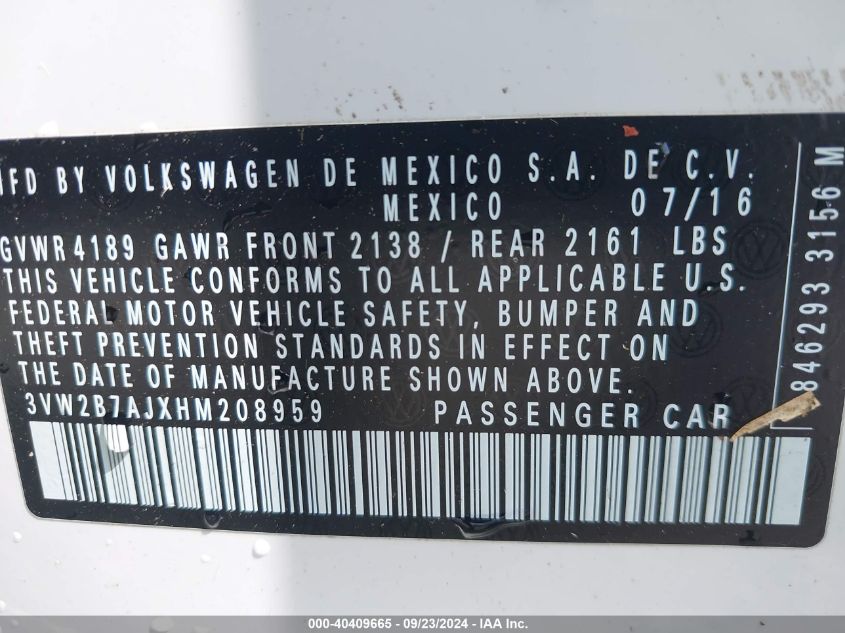 MFD BY VOLKSWAGEN DE MEXICO S.A. DE C.V.
MEXICO 07/16
GVWR 4189 GAWR FRONT 2138 / REAR 2161 LBS
THIS VEHICLE CONFORMS TO ALL APPLICABLE U.S.
FEDERAL MOTOR VEHICLE SAFETY, BUMPER AND
THEFT PREVENTION STANDARDS IN EFFECT ON
THE DATE OF MANUFACTURE SHOWN ABOVE.
3VW2B7AJXHM208959 PASSENGER CAR
846293 3156 M
000-40409665 - 09/23/2024 - IAA Inc.